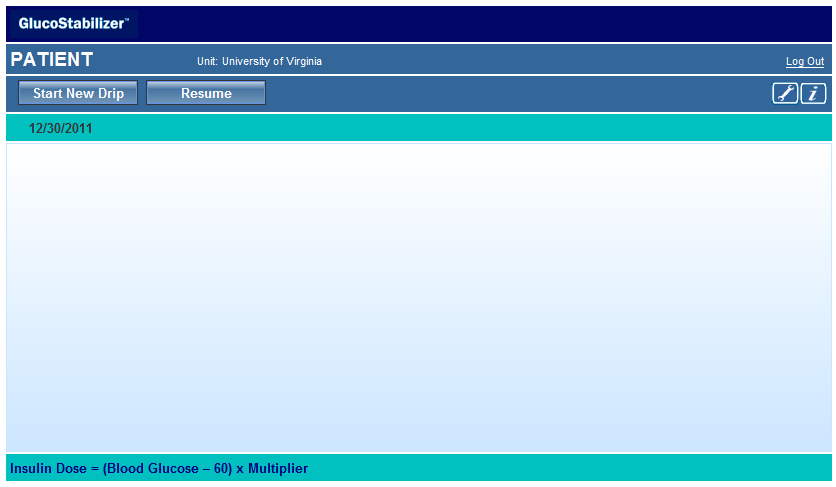 GlucoStabilizer™
PATIENT
Unit: University of Virginia
Log Out
Start New Drip
Resume
i
12/30/2011
Insulin Dose = (Blood Glucose – 60) x Multiplier